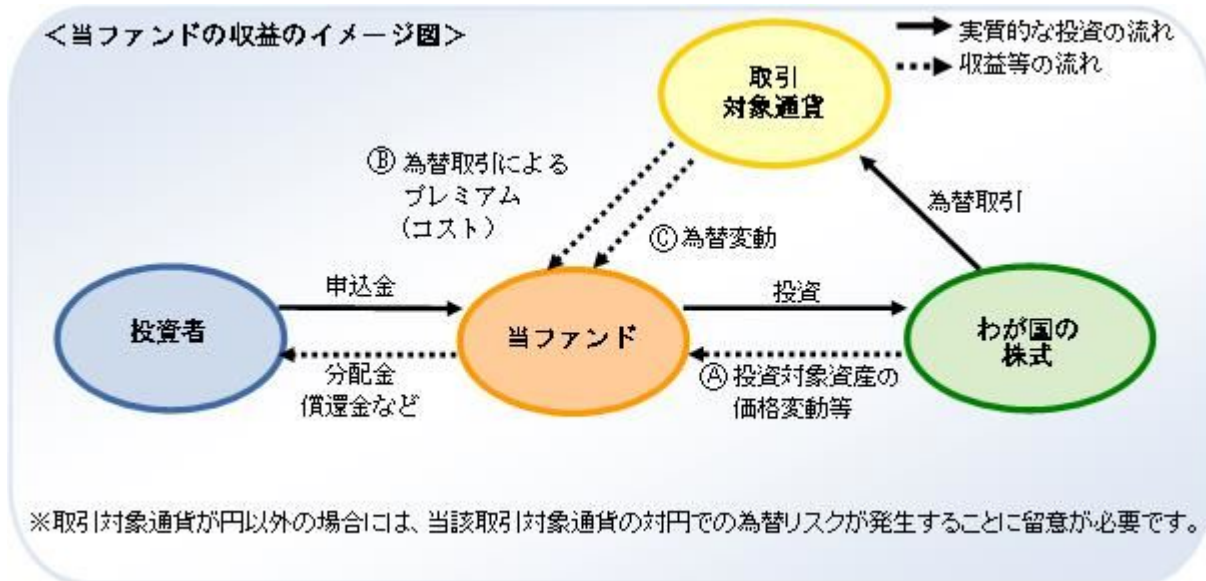 ＜当ファンドの収益のイメージ図＞
実質的な投資の流れ
収益等の流れ
取引
対象通貨
Ⓑ 為替取引による
プレミアム
（コスト）
Ⓒ為替変動
為替取引
投資者
申込金
分配金
償還金など
当ファンド
投資
Ⓐ 投資対象資産の
価格変動等
わが国の
株式
※取引対象通貨が円以外の場合には、当該取引対象通貨の対円での為替リスクが発生することに留意が必要です。